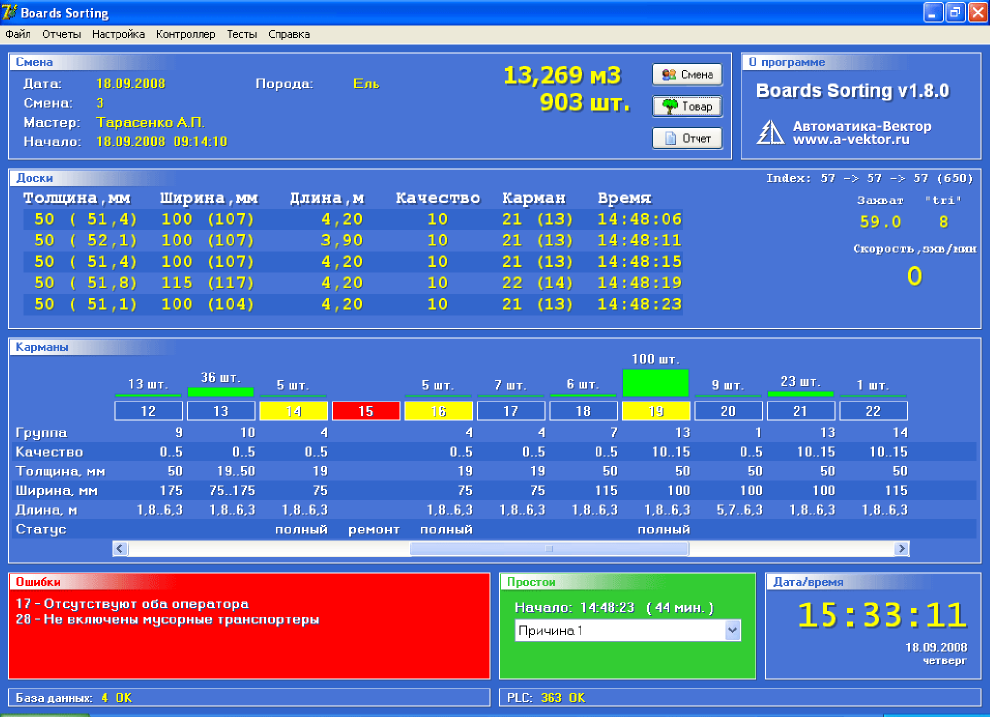 Boards Sorting
Файл Отчеты Настройка Контроллер Тесты Справка
Смена
Дата: 18.09.2008 Порода: Ель
Смена: 3
Мастер: Тарасенко А.П.
Начало: 18.09.2008 09:14:10
13,269 м3
903 шт.
Смена
Товар
Отчет
О программе
Boards Sorting v1.8.0
Автоматика-Вектор
www.a-vektor.ru
Доски
Index: 57 -> 57 -> 57 (650)
Толщина,мм Ширина,мм Длина,м Качество Карман Время
50 ( 51,4) 100 (107) 4,20 10 21 (13) 14:48:06
50 ( 52,1) 100 (107) 3,90 10 21 (13) 14:48:11
50 ( 51,4) 100 (107) 4,20 10 21 (13) 14:48:15
50 ( 51,8) 115 (117) 4,20 10 22 (14) 14:48:19
50 ( 51,1) 100 (104) 4,20 10 21 (13) 14:48:23
Захват "tri"
59.0 8
Скорость,зхв/мин
0
Карманы
13 шт. 36 шт. 5 шт. 5 шт. 7 шт. 6 шт. 100 шт. 9 шт. 23 шт. 1 шт.
12 13 14 15 16 17 18 19 20 21 22
Группа 9 10 4 4 4 7 13 1 13 14
Качество 0..5 0..5 0..5 0..5 0..5 0..5 10..15 0..5 10..15 10..15
Толщина, мм 50 19..50 19 19 19 50 50 50 50 50
Ширина, мм 175 75..175 75 75 75 115 100 100 100 115
Длина, м 1,8..6,3 1,8..6,3 1,8..6,3 1,8..6,3 1,8..6,3 1,8..6,3 1,8..6,3 5,7..6,3 1,8..6,3 1,8..6,3
Статус полный ремонт полный полный
Ошибки
17 - Отсутствуют оба оператора
28 - Не включены мусорные транспортеры
Простои
Начало: 14:48:23 ( 44 мин. )
Причина 1
Дата/время
15:33:11
18.09.2008
четверг
База данных: 4 OK
PLC: 363 OK